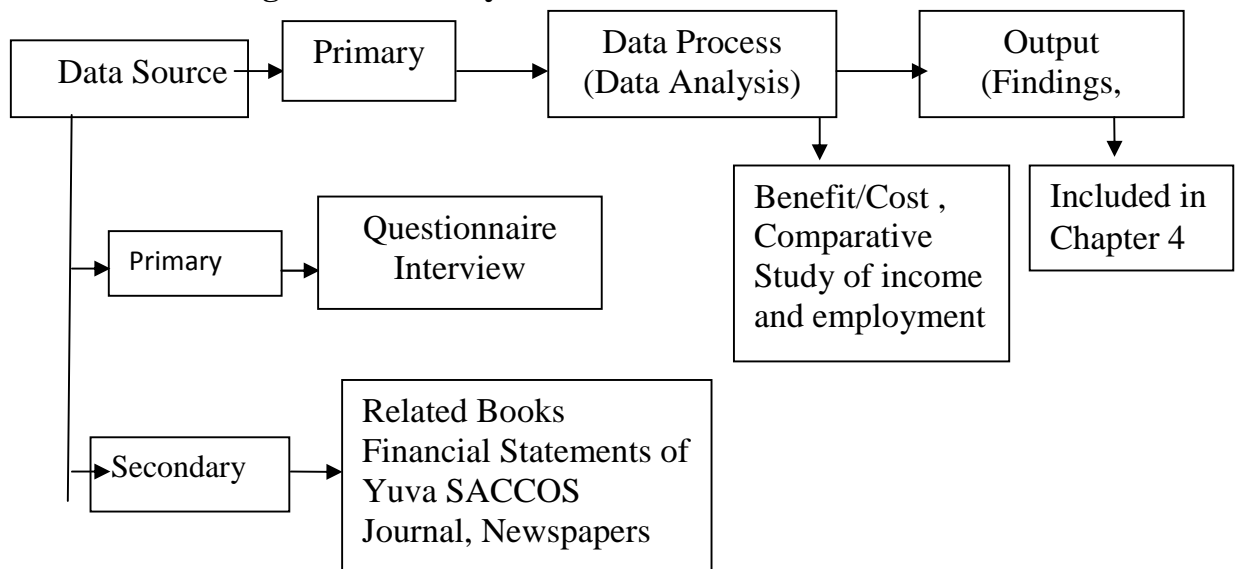 Data Source
Primary
Data Process
(Data Analysis)
Output
(Findings,
Benefit/Cost ,
Comparative
Study of income
and employment
Included in
Chapter 4
Primary
Questionnaire
Interview
Secondary
Related Books
Financial Statements of
Yuva SACCOS
Journal, Newspapers